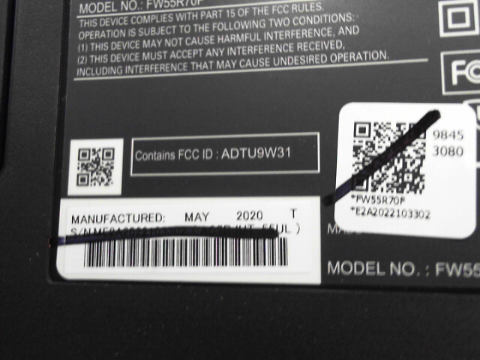 MODEL NO.: FW55R70F
THIS DEVICE COMPLIES WITH PART 15 OF THE FCC RULES.
OPERATION IS SUBJECT TO THE FOLLOWING TWO CONDITIONS:
(1) THIS DEVICE MAY NOT CAUSE HARMFUL INTERFERENCE, AND
(2) THIS DEVICE MUST ACCEPT ANY INTERFERENCE RECEIVED,
INCLUDING INTERFERENCE THAT MAY CAUSE UNDESIRED OPERATION.
FC
Contains FCC ID : ADTU9W31
9845
3080
*FW55R70F
*E2A2022103302
MANUFACTURED: MAY 2020 T
S/N
MODEL NO. : FW55